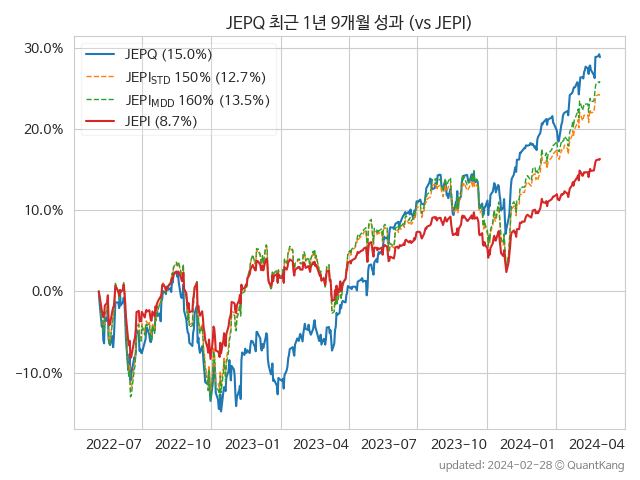 JEPQ 최근 1년 9개월 성과 (vs JEPI)
JEPQ (15.0%)
JEPI_STD 150% (12.7%)
JEPI_MDD 160% (13.5%)
JEPI (8.7%)
30.0%
20.0%
10.0%
0.0%
−10.0%
2022-07 2022-10 2023-01 2023-04 2023-07 2023-10 2024-01 2024-04
updated: 2024-02-28 © QuantKang